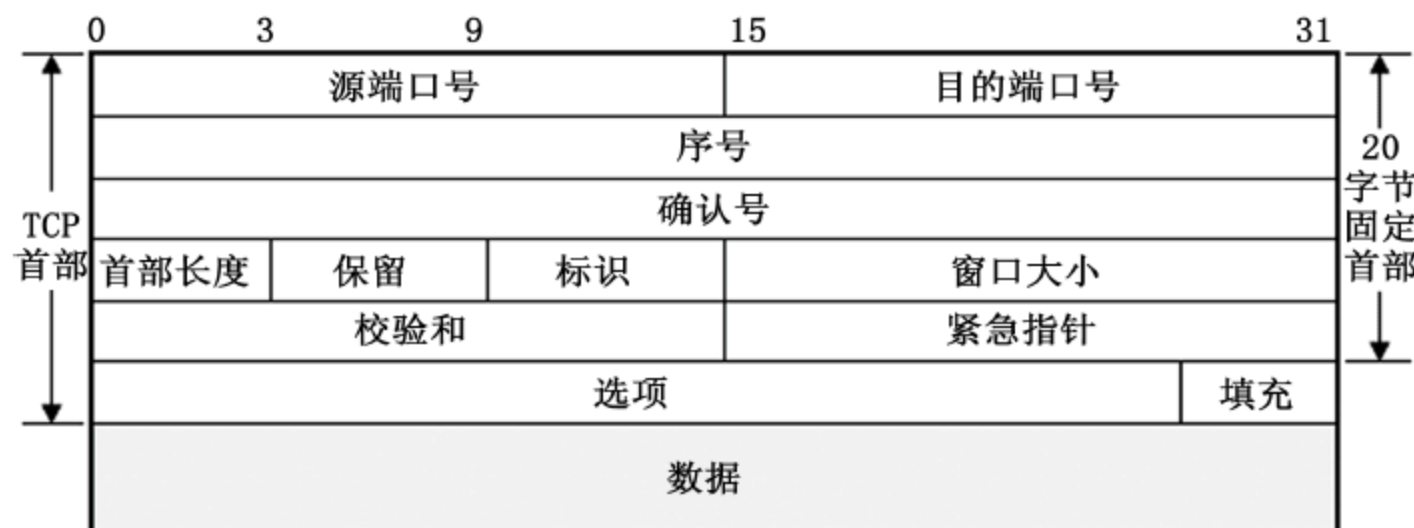 0 3 9 15 31
源端口号 目的端口号
序号
确认号
首部长度 保留 标识 窗口大小
校验和 紧急指针
选项 填充
数据
TCP
首部
20
字节
固定
首部